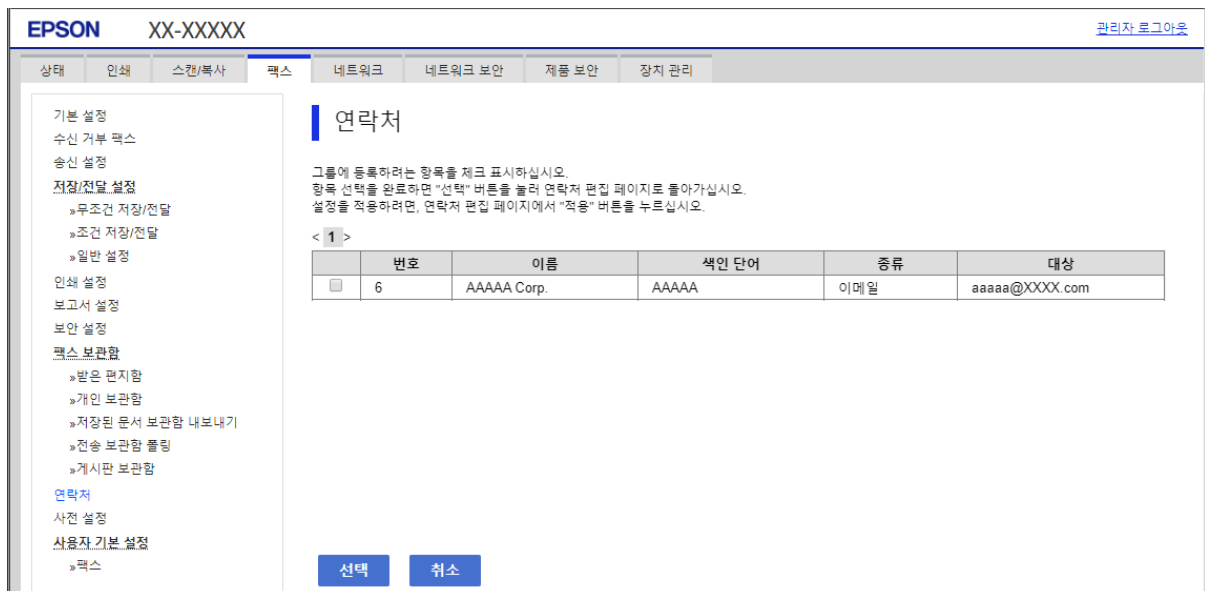 EPSON XX-XXXXX 관리자 로그아웃
상태 인쇄 스캔/복사 팩스 네트워크 네트워크 보안 제품 보안 장치 관리
기본 설정
수신 거부 팩스
송신 설정
저장/전달 설정
»무조건 저장/전달
»조건 저장/전달
»일반 설정
인쇄 설정
보고서 설정
보안 설정
팩스 보관함
»받은 편지함
»개인 보관함
»저장된 문서 보관함 내보내기
»전송 보관함 폴링
»게시판 보관함
연락처
사전 설정
사용자 기본 설정
»팩스
연락처
그룹에 등록하려는 항목을 체크 표시하십시오.
항목 선택을 완료하면 "선택" 버튼을 눌러 연락처 편집 페이지로 돌아가십시오.
설정을 적용하려면, 연락처 편집 페이지에서 "적용" 버튼을 누르십시오.
< 1 >
번호 이름 색인 단어 종류 대상
6 AAAAA Corp. AAAAA 이메일 aaaaa@XXXX.com
선택 취소